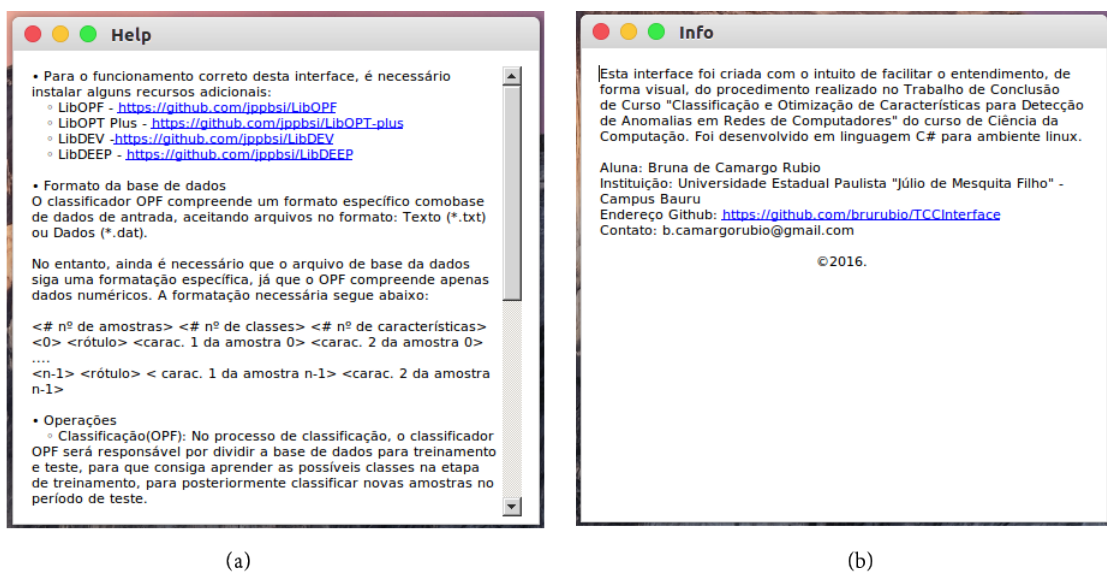 Help
• Para o funcionamento correto desta interface, é necessário
instalar alguns recursos adicionais:
◦ LibOPF - https://github.com/jppbsi/LibOPF
◦ LibOPT Plus - https://github.com/jppbsi/LibOPT-plus
◦ LibDEV -https://github.com/jppbsi/LibDEV
◦ LibDEEP - https://github.com/jppbsi/LibDEEP
• Formato da base de dados
O classificador OPF compreende um formato específico comobase
de dados de antrada, aceitando arquivos no formato: Texto (*.txt)
ou Dados (*.dat).
No entanto, ainda é necessário que o arquivo de base da dados
siga uma formatação específica, já que o OPF compreende apenas
dados numéricos. A formatação necessária segue abaixo:
<# nº de amostras> <# nº de classes> <# nº de características>
<0> <rótulo> <carac. 1 da amostra 0> <carac. 2 da amostra 0>
....
<n-1> <rótulo> < carac. 1 da amostra n-1> <carac. 2 da amostra
n-1>
• Operações
◦ Classificação(OPF): No processo de classificação, o classificador
OPF será responsável por dividir a base de dados para treinamento
e teste, para que consiga aprender as possíveis classes na etapa
de treinamento, para posteriormente classificar novas amostras no
período de teste.
(a)
Info
Esta interface foi criada com o intuito de facilitar o entendimento, de
forma visual, do procedimento realizado no Trabalho de Conclusão
de Curso "Classificação e Otimização de Características para Detecção
de Anomalias em Redes de Computadores" do curso de Ciência da
Computação. Foi desenvolvido em linguagem C# para ambiente linux.
Aluna: Bruna de Camargo Rubio
Instituição: Universidade Estadual Paulista "Júlio de Mesquita Filho" -
Campus Bauru
Endereço Github: https://github.com/brurubio/TCCInterface
Contato: b.camargorubio@gmail.com
©2016.
(b)